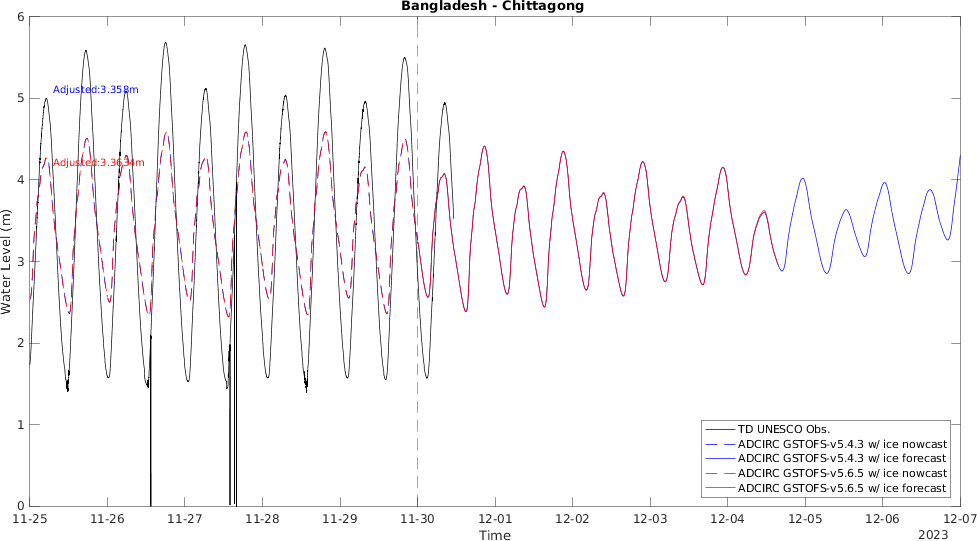 Bangladesh - Chittagong
6
5
4
3
2
1
0
Water Level (m)
Adjusted:3.358m
Adjusted:3.3634m
TD UNESCO Obs.
ADCIRC GSTOFS-v5.4.3 w/ ice nowcast
ADCIRC GSTOFS-v5.4.3 w/ ice forecast
ADCIRC GSTOFS-v5.6.5 w/ ice nowcast
ADCIRC GSTOFS-v5.6.5 w/ ice forecast
11-25 11-26 11-27 11-28 11-29 11-30 12-01 12-02 12-03 12-04 12-05 12-06 12-07
Time
2023